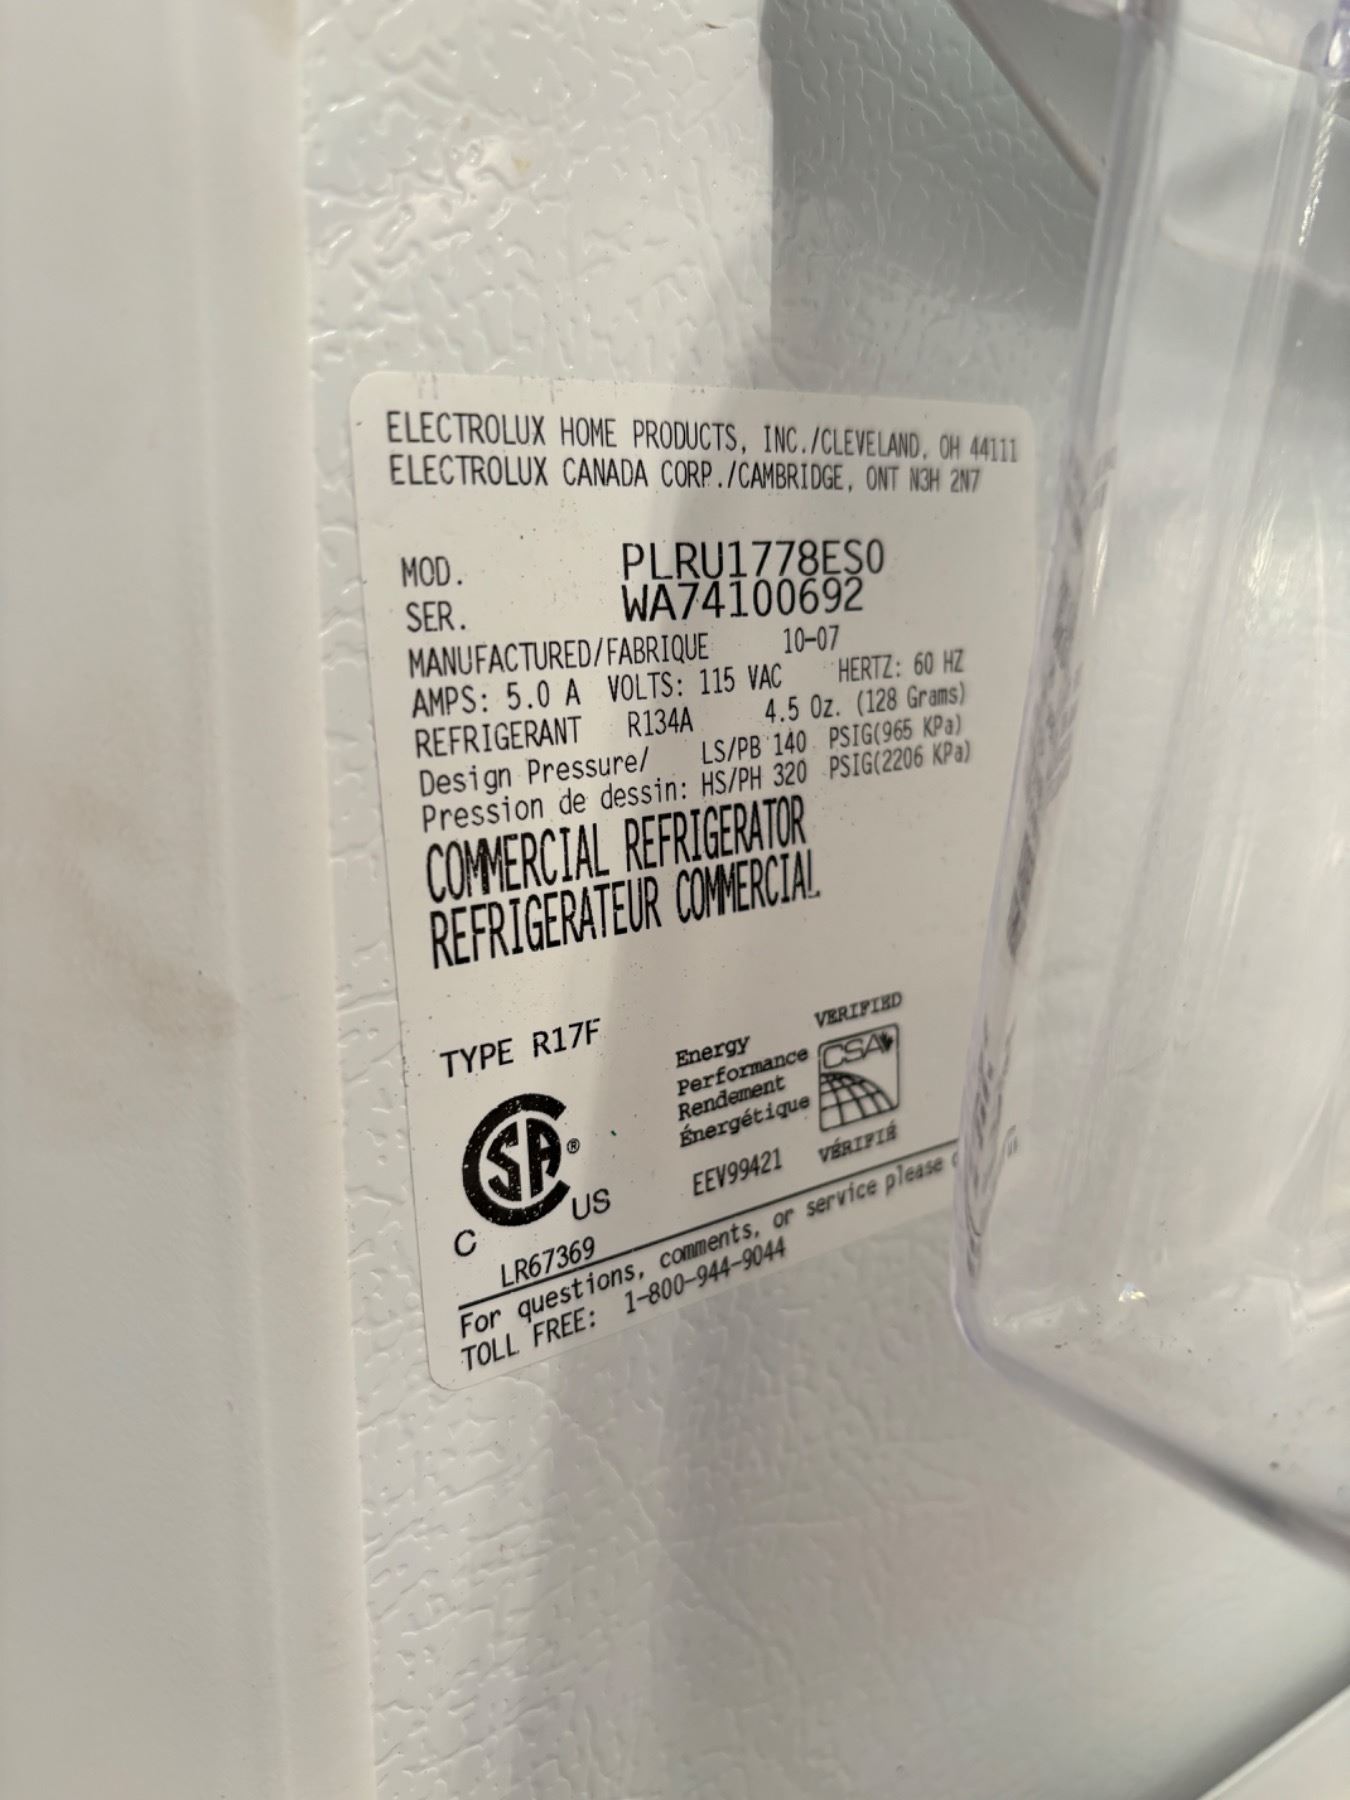 ELECTROLUX HOME PRODUCTS, INC./CLEVELAND, OH 44111
ELECTROLUX CANADA CORP./CAMBRIDGE, ONT N3H 2N7
MOD. PLRU1778ES0
SER. WA74100692
MANUFACTURED/FABRIQUE 10-07
AMPS: 5.0 A VOLTS: 115 VAC HERTZ: 60 HZ
REFRIGERANT R134A 4.5 Oz. (128 Grams)
Design Pressure/ LS/PB 140 PSIG(965 KPa)
Pression de dessin: HS/PH 320 PSIG(2206 KPa)
COMMERCIAL REFRIGERATOR
REFRIGERATEUR COMMERCIAL
TYPE R17F
CSA®
C US
LR67369
Energy
Performance
Rendement
Énergétique
EEV99421
VERIFIED
CSA
VÉRIFIÉ
For questions, comments, or service please
TOLL FREE: 1-800-944-9044